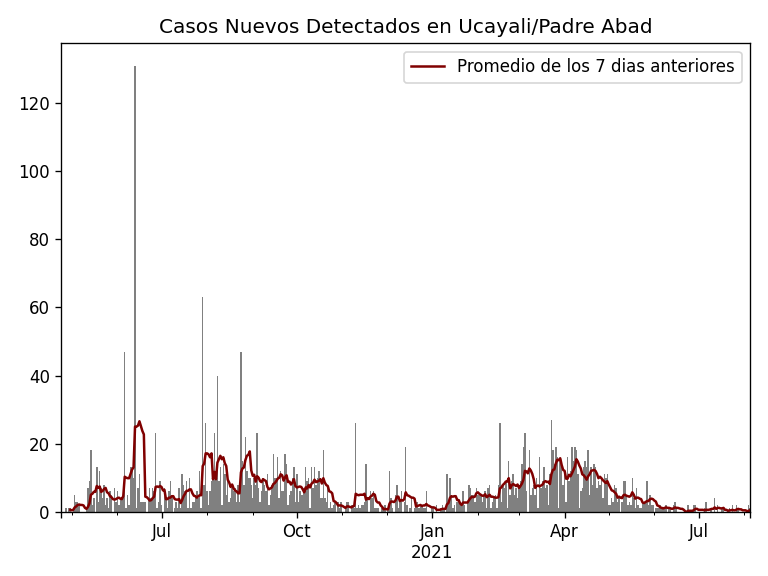 Casos Nuevos Detectados en Ucayali/Padre Abad
Promedio de los 7 dias anteriores
120
100
80
60
40
20
0
Jul Oct Jan Apr Jul
2021